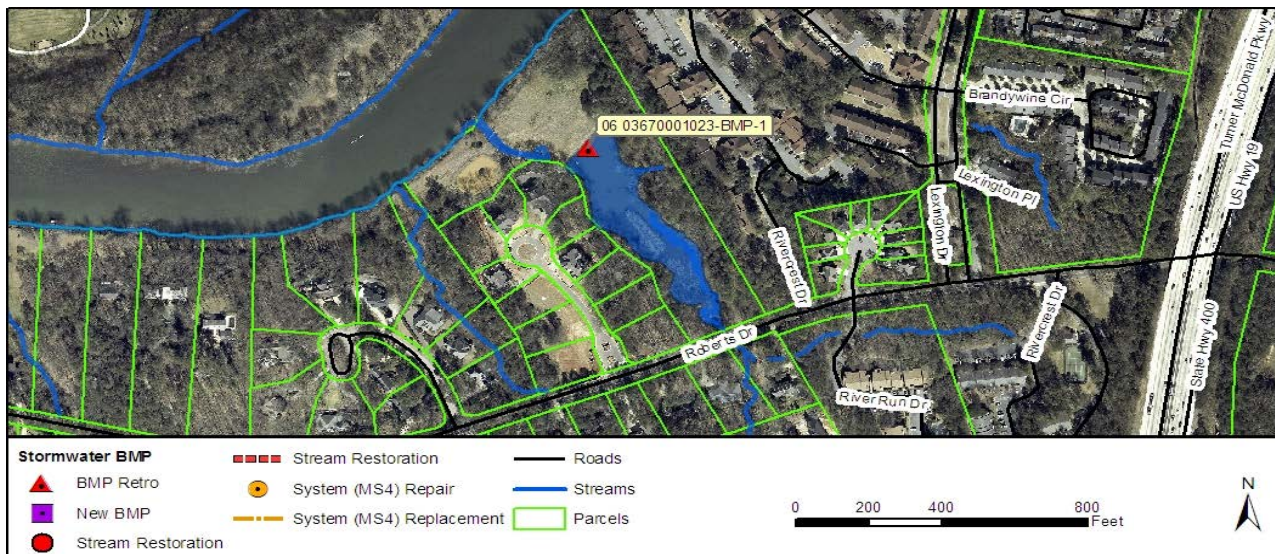 06 03670001023-BMP-1
Brandywine Cir
Turner McDonald Pkwy
US Hwy 19
Lexington Pl
Lexington Dr
Rivercrest Dr
Roberts Dr
Rivercrest Dr
State Hwy 400
River Run Dr
Stormwater BMP
BMP Retro
New BMP
Stream Restoration
Stream Restoration
System (MS4) Repair
System (MS4) Replacement
Roads
Streams
Parcels
0 200 400 800
Feet
N